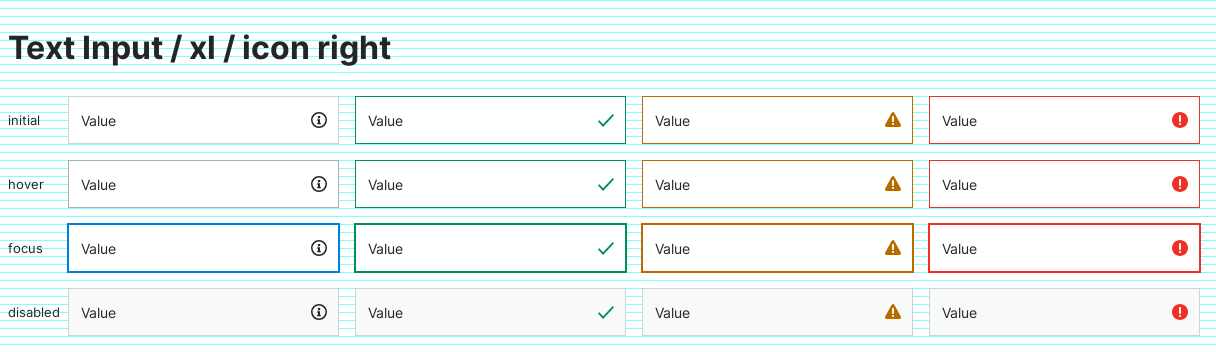 Text Input / xl / icon right
initial Value Value Value Value
hover Value Value Value Value
focus Value Value Value Value
disabled Value Value Value Value